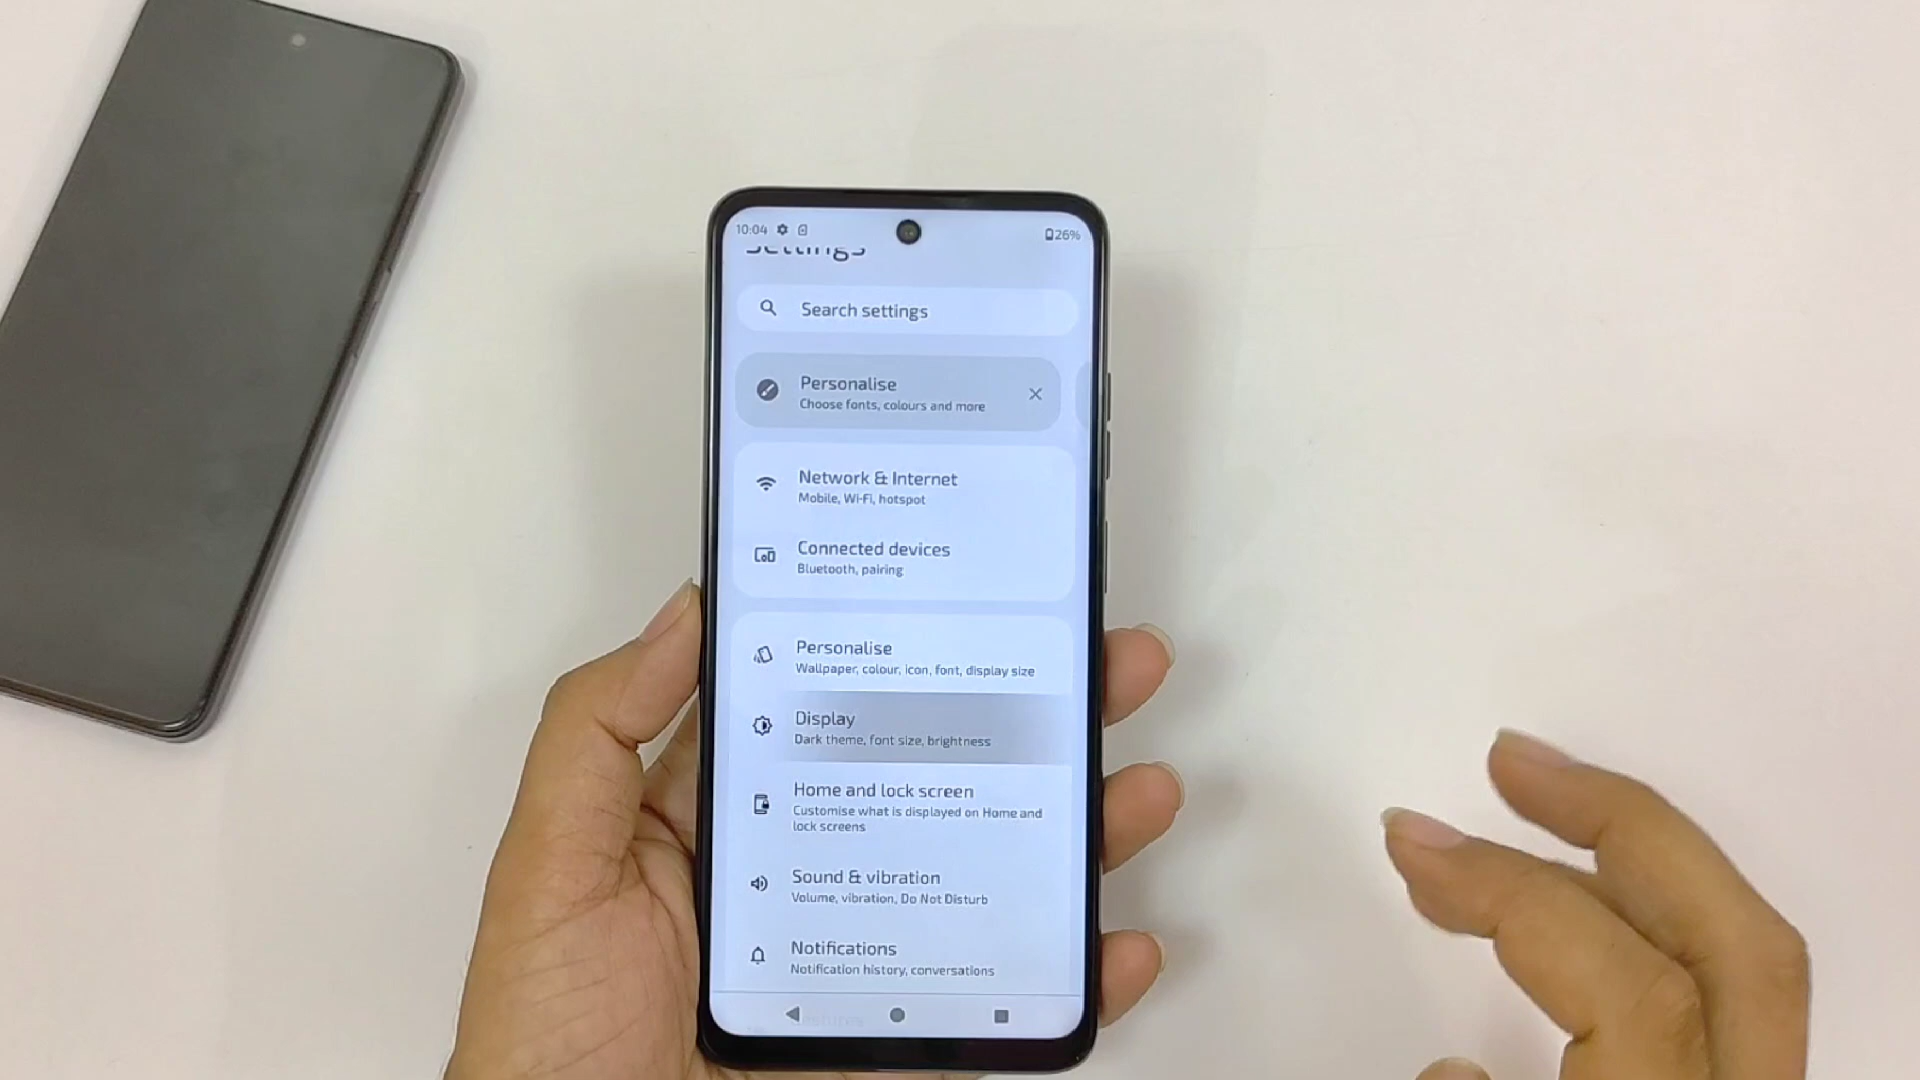 10:04 26%
Settings
Search settings
Personalise
Choose fonts, colours and more
Network & Internet
Mobile, Wi-Fi, hotspot
Connected devices
Bluetooth, pairing
Personalise
Wallpaper, colour, icon, font, display size
Display
Dark theme, font size, brightness
Home and lock screen
Customise what is displayed on Home and
lock screens
Sound & vibration
Volume, vibration, Do Not Disturb
Notifications
Notification history, conversations
Gestures